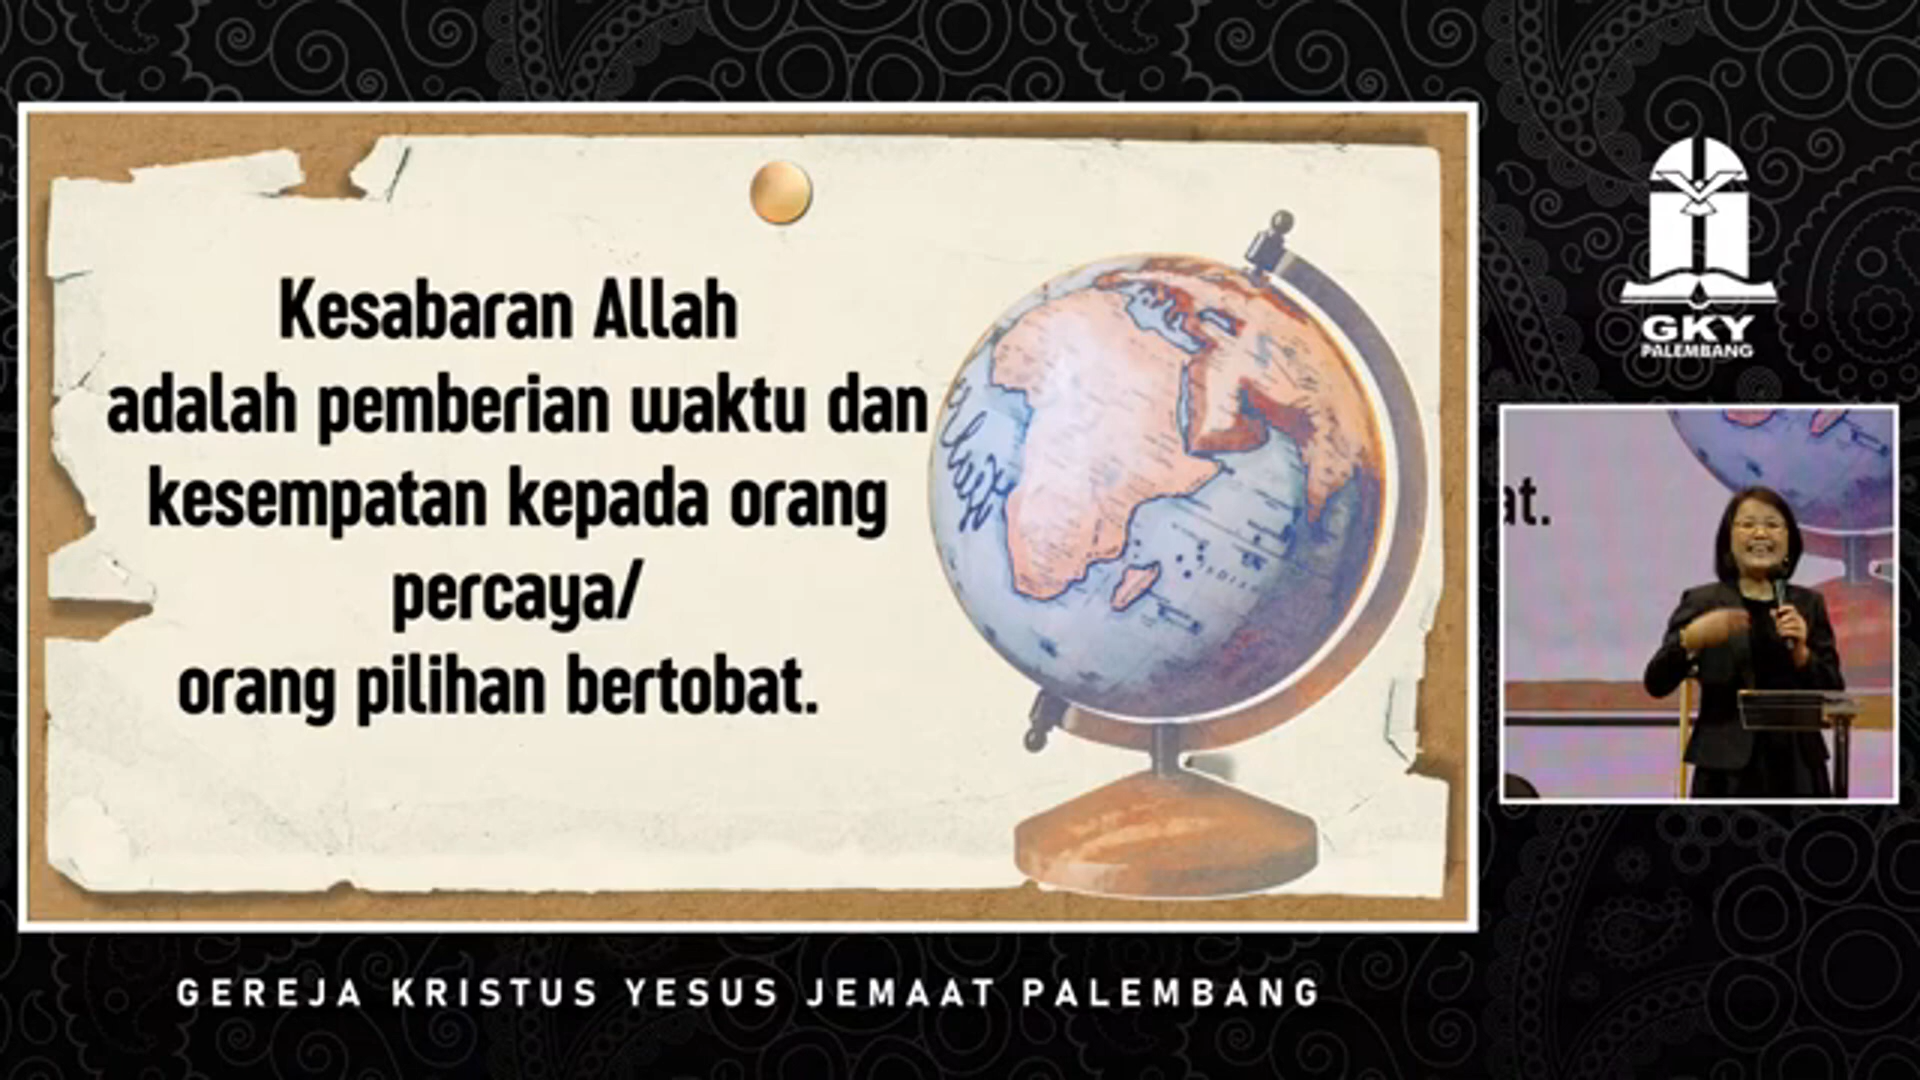 Kesabaran Allah
adalah pemberian waktu dan
kesempatan kepada orang
percaya/
orang pilihan bertobat.
GKY
PALEMBANG
at.
GEREJA KRISTUS YESUS JEMAAT PALEMBANG